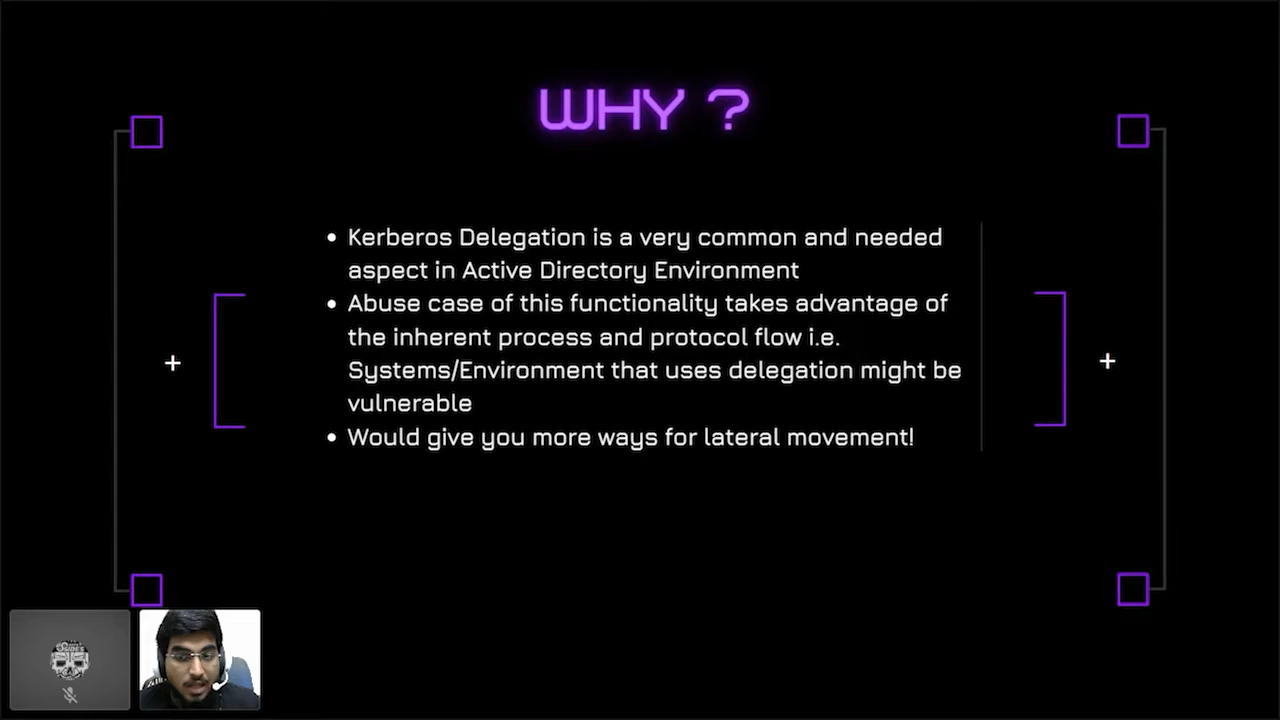 WHY ?
• Kerberos Delegation is a very common and needed
aspect in Active Directory Environment
• Abuse case of this functionality takes advantage of
the inherent process and protocol flow i.e.
Systems/Environment that uses delegation might be
vulnerable
• Would give you more ways for lateral movement!